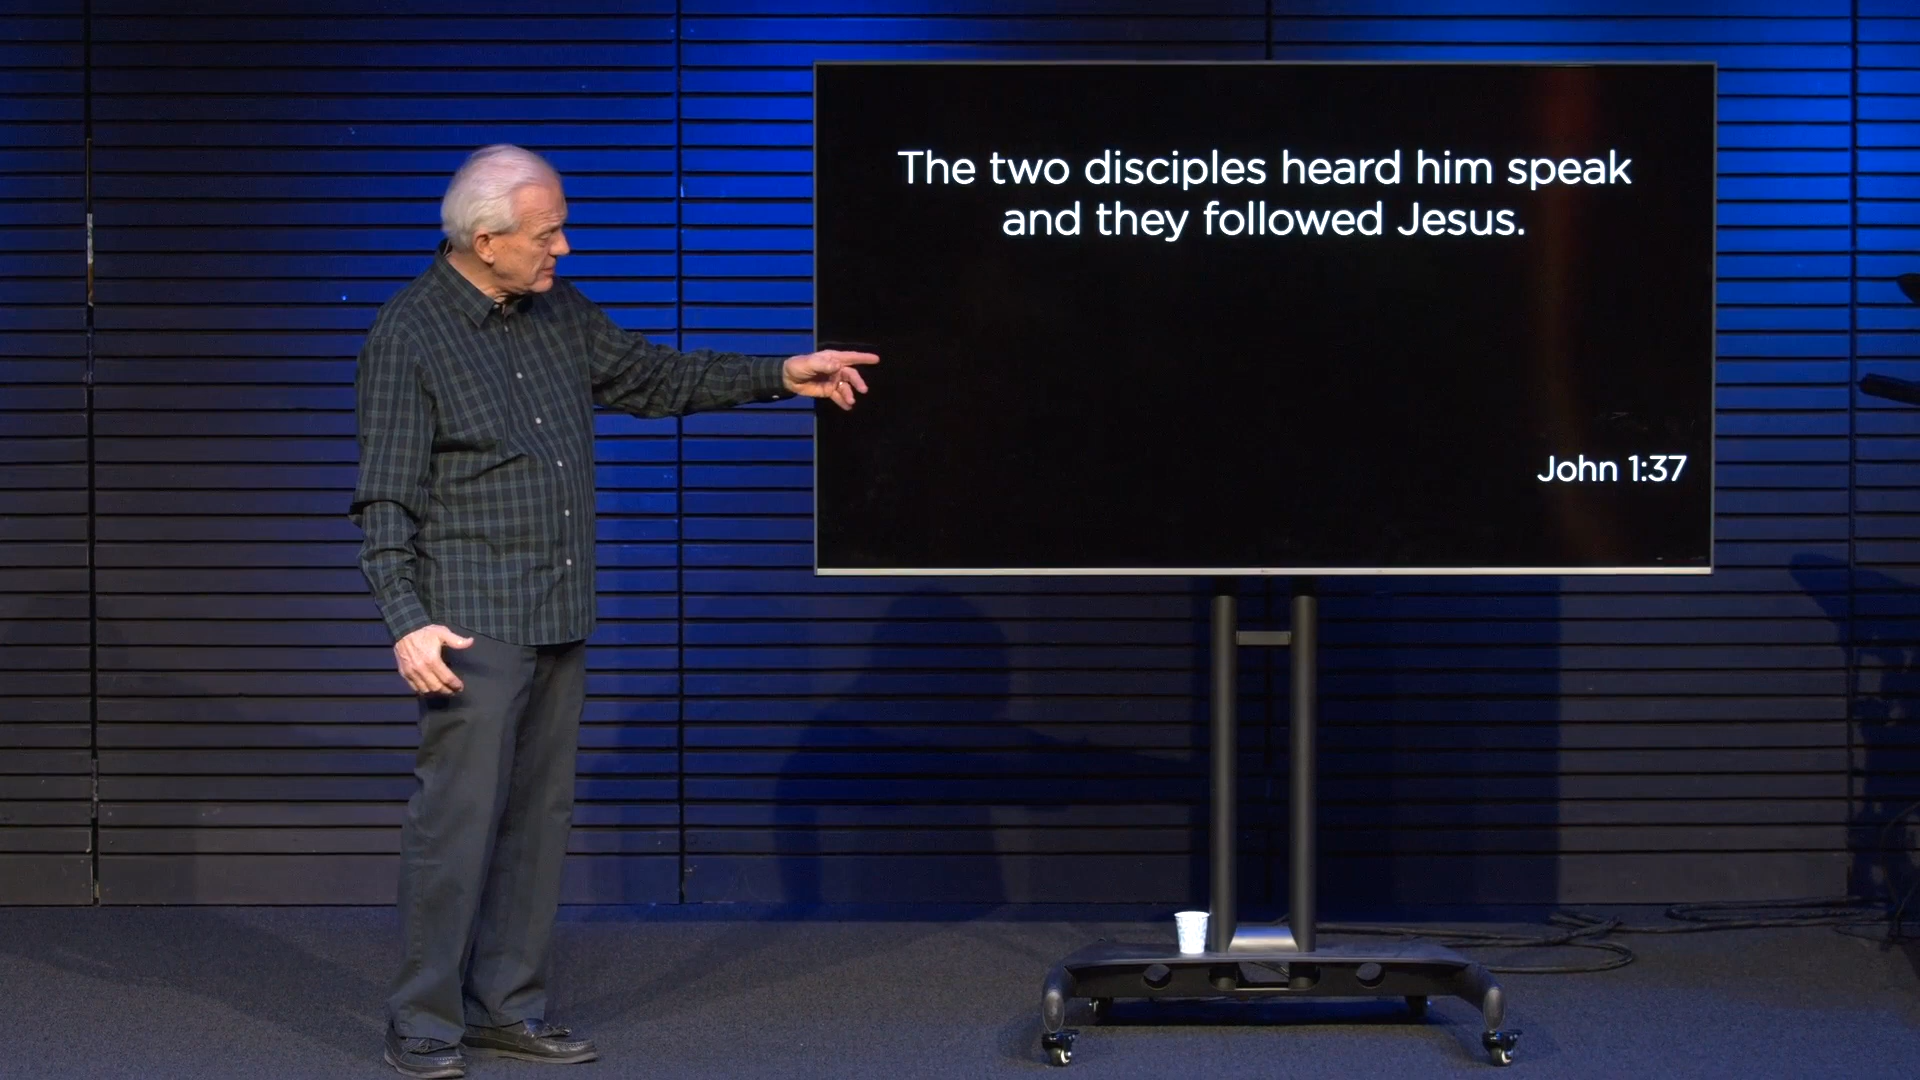 The two disciples heard him speak
and they followed Jesus.
John 1:37